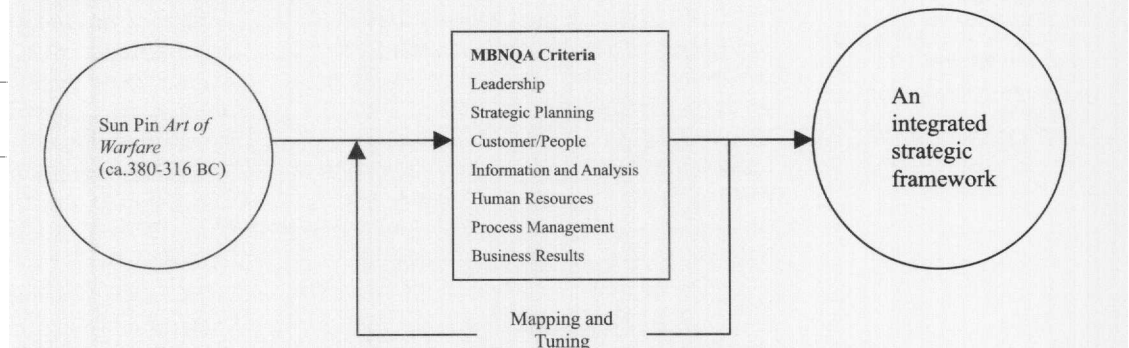 Sun Pin Art of
Warfare
(ca.380-316 BC)
MBNQA Criteria
Leadership
Strategic Planning
Customer/People
Information and Analysis
Human Resources
Process Management
Business Results
An
integrated
strategic
framework
Mapping and
Tuning